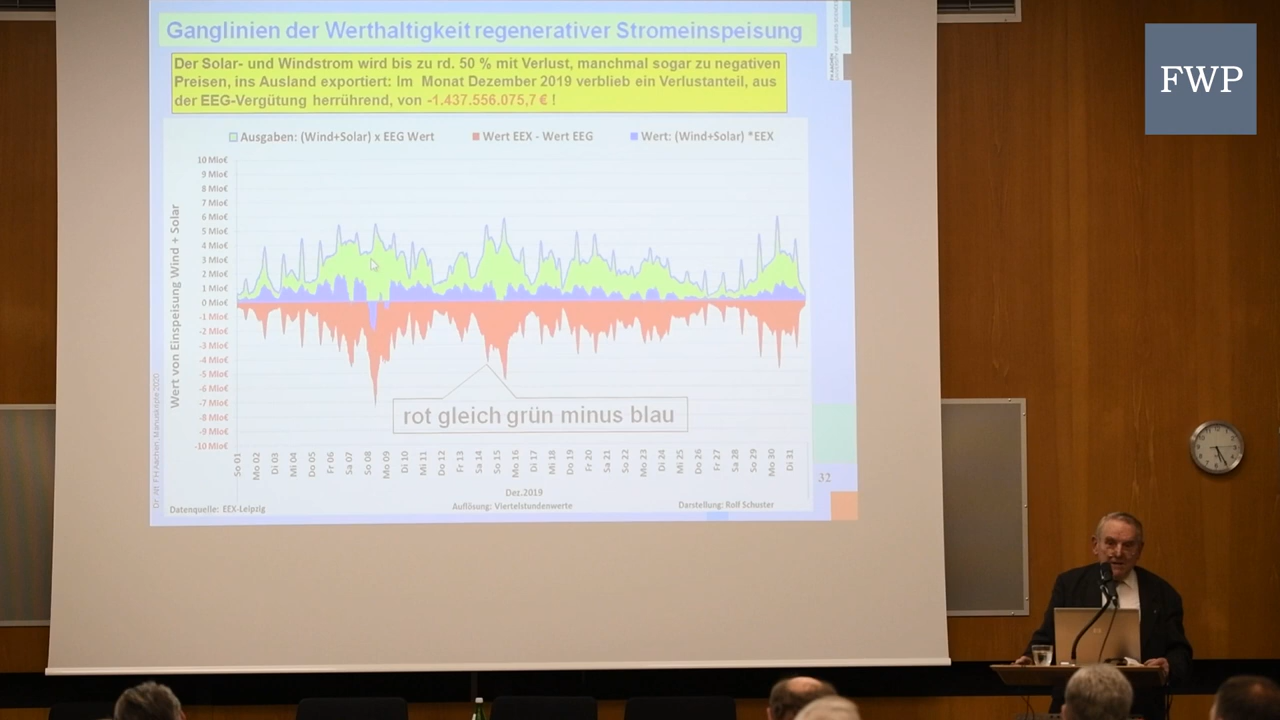 Ganglinien der Werthaltigkeit regenerativer Stromeinspeisung
Der Solar- und Windstrom wird bis zu rd. 50 % mit Verlust, manchmal sogar zu negativen
Preisen, ins Ausland exportiert: Im Monat Dezember 2019 verblieb ein Verlustanteil, aus
der EEG-Vergütung herrührend, von -1.437.556.075,7 € !
FWP
Ausgaben: (Wind+Solar) x EEG Wert
Wert EEX - Wert EEG
Wert: (Wind+Solar) *EEX
Wert von Einspeisung Wind + Solar
10 Mio€
9 Mio€
8 Mio€
7 Mio€
6 Mio€
5 Mio€
4 Mio€
3 Mio€
2 Mio€
1 Mio€
0 Mio€
-1 Mio€
-2 Mio€
-3 Mio€
-4 Mio€
-5 Mio€
-6 Mio€
-7 Mio€
-8 Mio€
-9 Mio€
-10 Mio€
rot gleich grün minus blau
So 01
Mo 02
Di 03
Mi 04
Do 05
Fr 06
Sa 07
So 08
Mo 09
Di 10
Mi 11
Do 12
Fr 13
Sa 14
So 15
Mo 16
Di 17
Mi 18
Do 19
Fr 20
Sa 21
So 22
Mo 23
Di 24
Mi 25
Do 26
Fr 27
Sa 28
So 29
Mo 30
Di 31
Dez.2019
Datenquelle: EEX-Leipzig
Auflösung: Viertelstundenwerte
Darstellung: Rolf Schuster
32